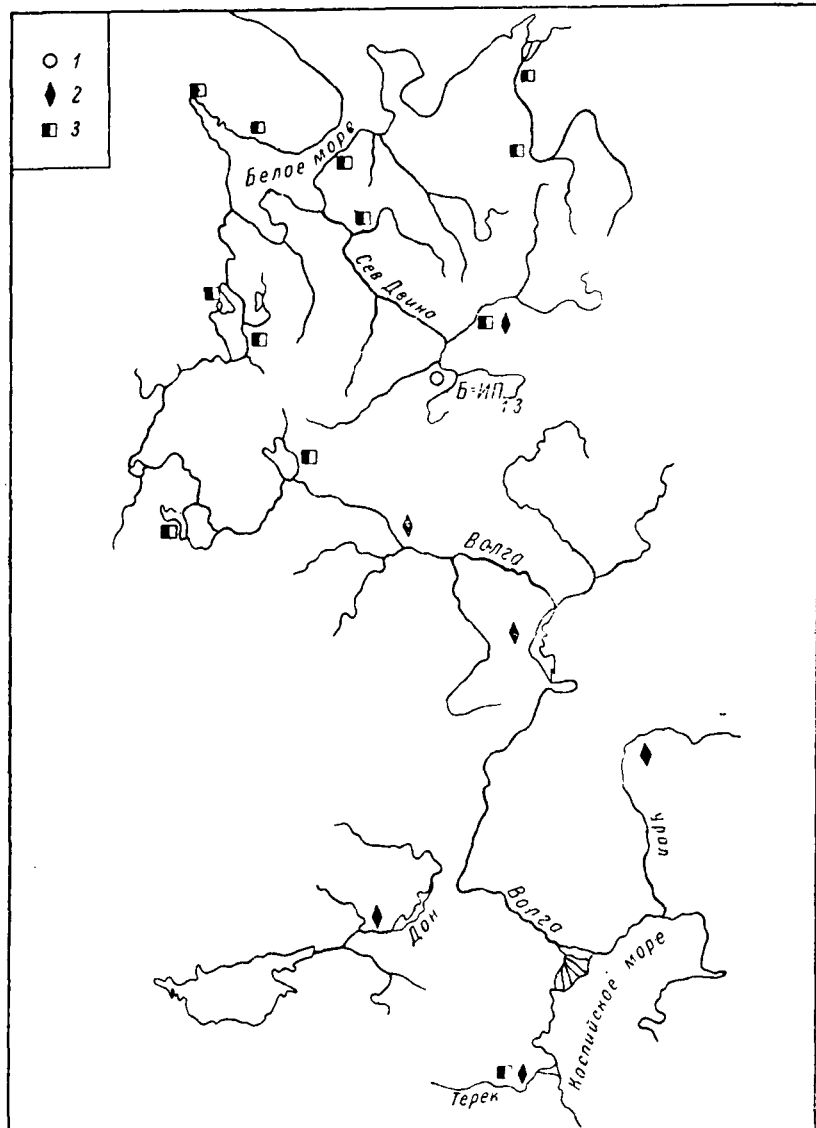 1
2
3
Белое море
Сев Двина
Б=ИП 13
Волга
Урал
Волга
Дон
Каспийское море
Терек